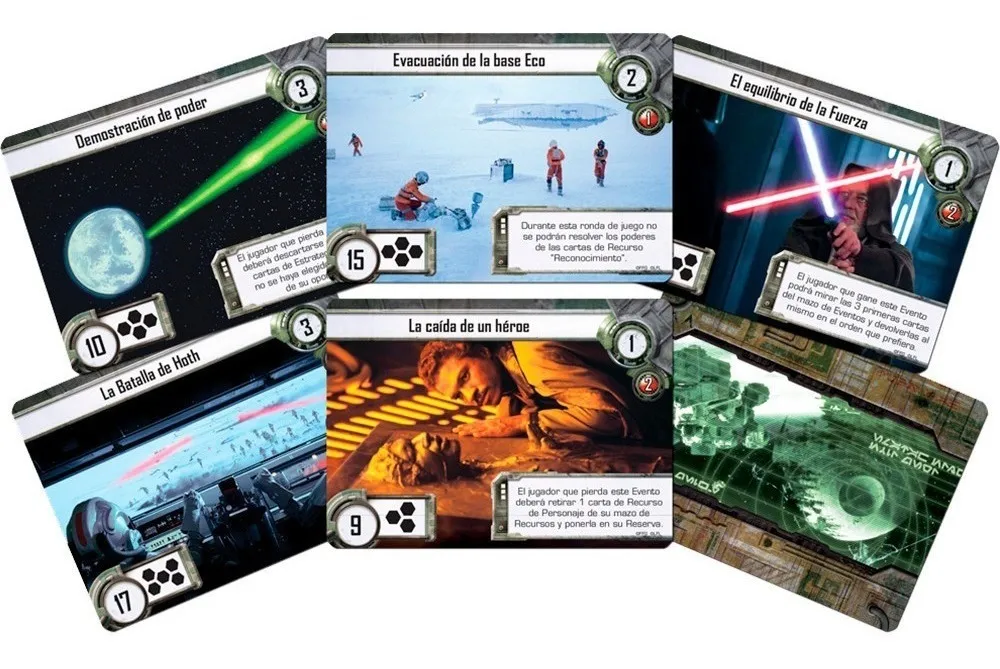 Demostración de poder
3
El jugador que pierda
deberá descartarse
cartas de Estrate
no se haya elegid
de su opo
10
Evacuación de la base Eco
2
1
Durante esta ronda de juego no
se podrán resolver los poderes
de las cartas de Recurso
"Reconocimiento".
15
El equilibrio de la Fuerza
1
2
El jugador que gane este Evento
podrá mirar las 3 primeras cartas
del mazo de Eventos y devolverlas al
mismo en el orden que prefiera.
La Batalla de Hoth
3
17
La caída de un héroe
1
2
El jugador que pierda este Evento
deberá retirar 1 carta de Recurso
de Personaje de su mazo de
Recursos y ponerla en su Reserva.
9